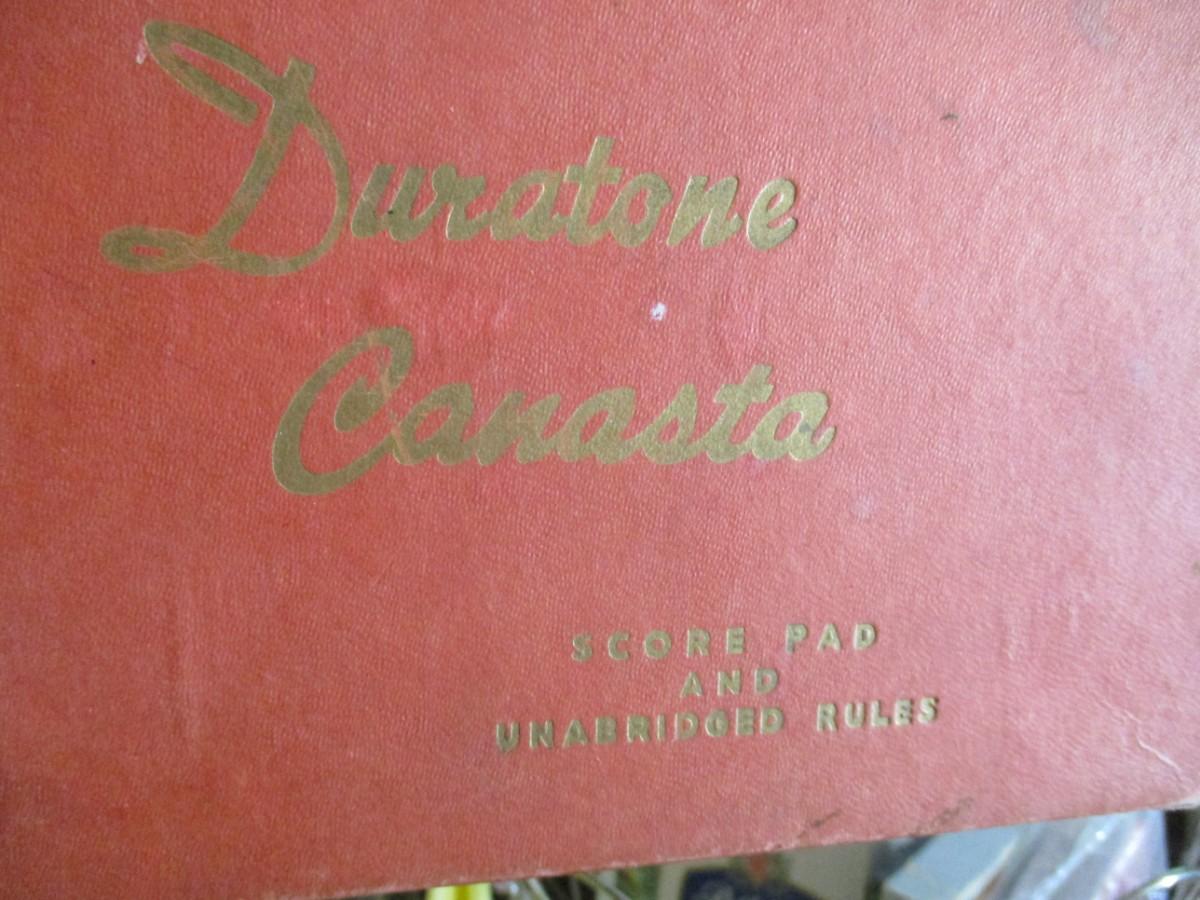 Duratone
Canasta
SCORE PAD
AND
UNABRIDGED RULES